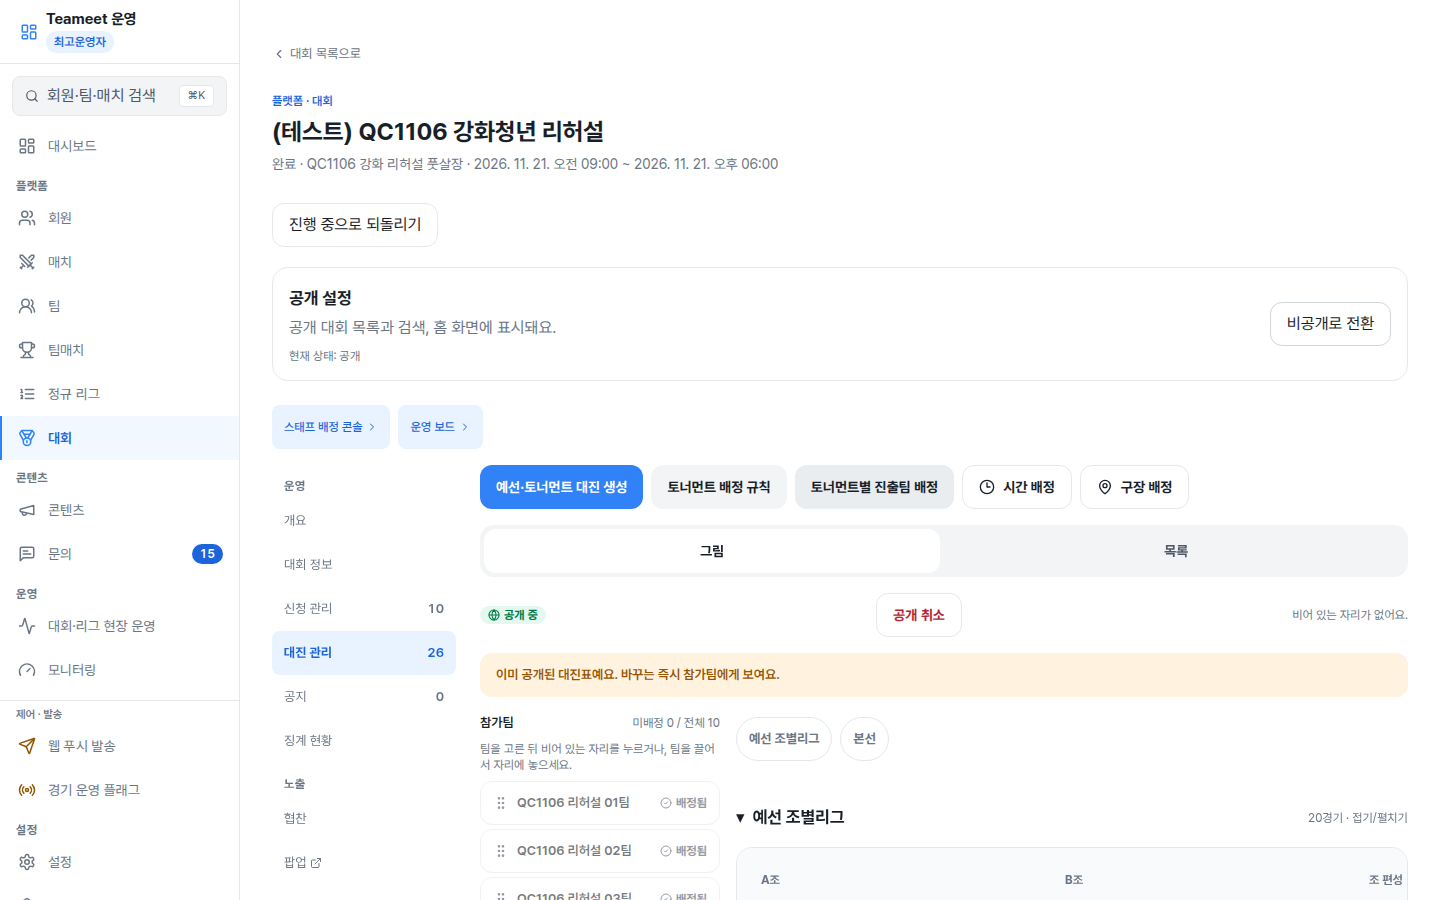 Teameet 운영
최고운영자
회원·팀·매치 검색 ⌘K
대시보드
플랫폼
회원
매치
팀
팀매치
정규 리그
대회
콘텐츠
콘텐츠
문의 15
운영
대회·리그 현장 운영
모니터링
제어 · 발송
웹 푸시 발송
경기 운영 플래그
설정
설정
대회 목록으로
플랫폼 · 대회
(테스트) QC1106 강화청년 리허설
완료 · QC1106 강화 리허설 풋살장 · 2026. 11. 21. 오전 09:00 ~ 2026. 11. 21. 오후 06:00
진행 중으로 되돌리기
공개 설정
공개 대회 목록과 검색, 홈 화면에 표시돼요.
현재 상태: 공개
비공개로 전환
스태프 배정 콘솔
운영 보드
운영
개요
대회 정보
신청 관리 10
대진 관리 26
공지 0
징계 현황
노출
협찬
팝업
예선·토너먼트 대진 생성
토너먼트 배정 규칙
토너먼트별 진출팀 배정
시간 배정
구장 배정
그림
목록
공개 중
공개 취소
비어 있는 자리가 없어요.
이미 공개된 대진표예요. 바꾸는 즉시 참가팀에게 보여요.
참가팀 미배정 0 / 전체 10
팀을 고른 뒤 비어 있는 자리를 누르거나, 팀을 끌어
서 자리에 놓으세요.
QC1106 리허설 01팀 배정됨
QC1106 리허설 02팀 배정됨
QC1106 리허설 03팀 배정됨
예선 조별리그
본선
▼ 예선 조별리그
20경기 · 접기/펼치기
A조
B조
조 편성